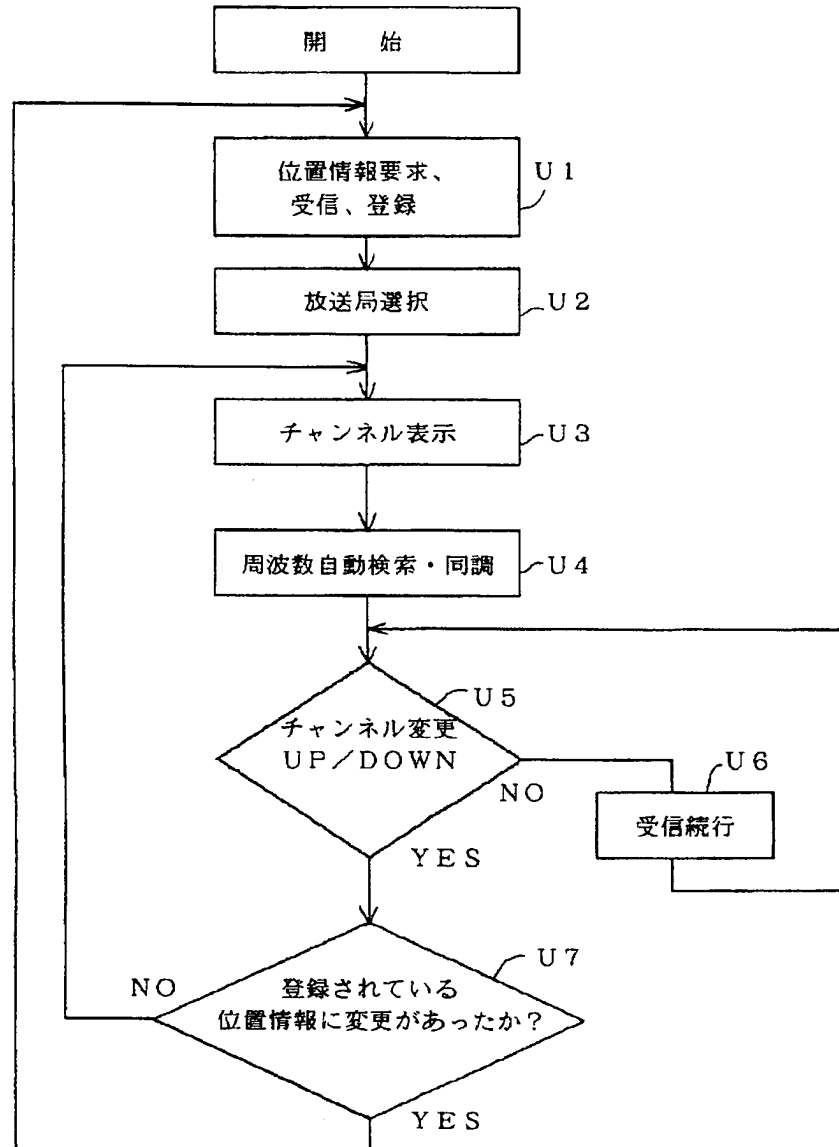 開 始
位置情報要求、
受信、登録
U1
放送局選択
U2
チャンネル表示
U3
周波数自動検索・同調
U4
チャンネル変更
UP/DOWN
U5
NO
YES
U6
受信続行
登録されている
位置情報に変更があったか?
U7
NO
YES